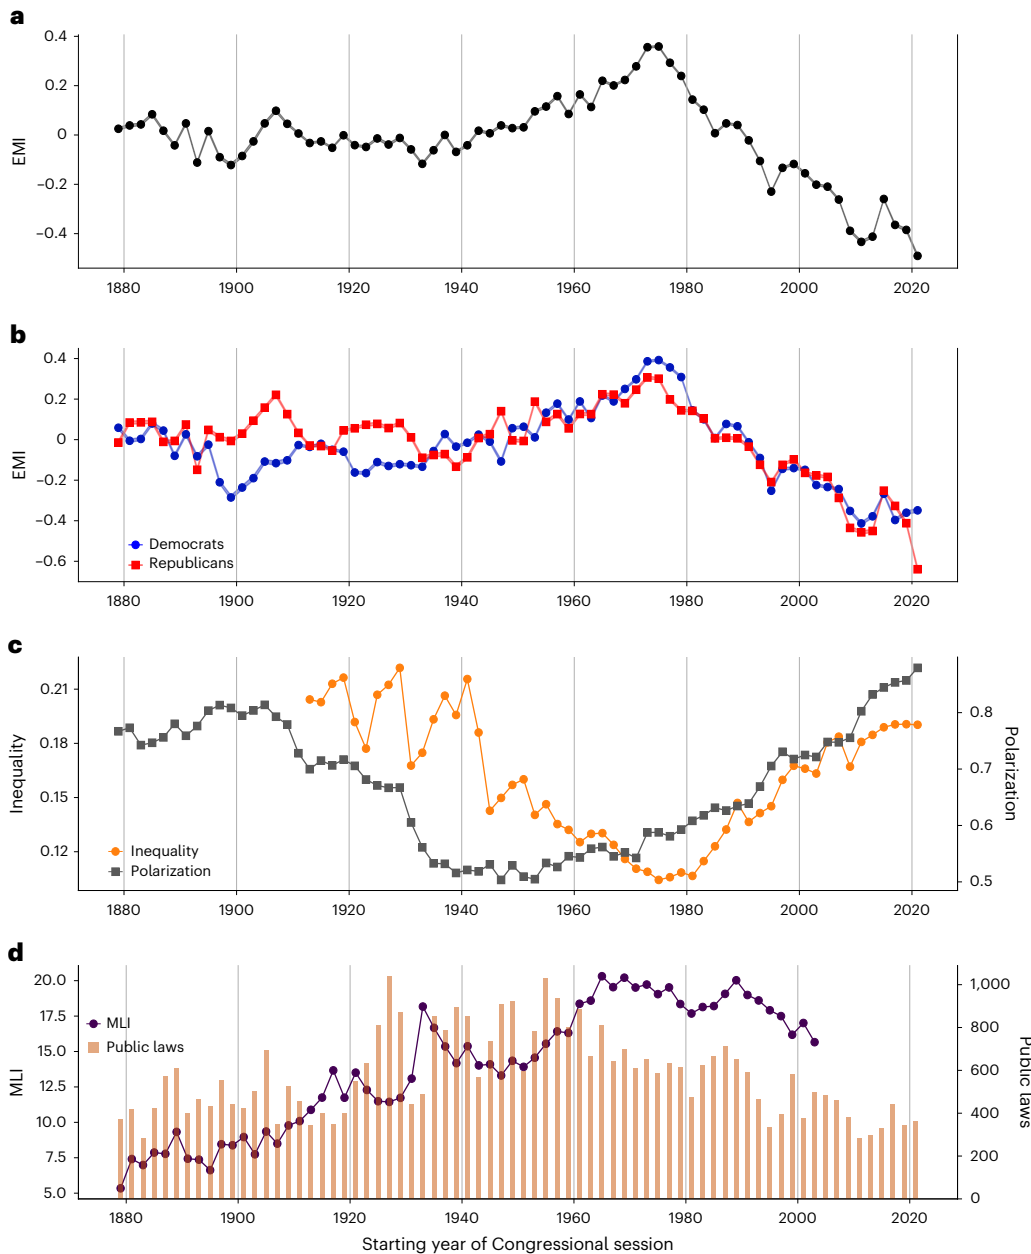 a
0.4
0.2
0
−0.2
−0.4
EMI
1880 1900 1920 1940 1960 1980 2000 2020
b
0.4
0.2
0
−0.2
−0.4
−0.6
EMI
Democrats
Republicans
1880 1900 1920 1940 1960 1980 2000 2020
c
0.21
0.18
0.15
0.12
Inequality
0.8
0.7
0.6
0.5
Polarization
Inequality
Polarization
1880 1900 1920 1940 1960 1980 2000 2020
d
20.0
17.5
15.0
12.5
10.0
7.5
5.0
MLI
1,000
800
600
400
200
0
Public laws
MLI
Public laws
1880 1900 1920 1940 1960 1980 2000 2020
Starting year of Congressional session